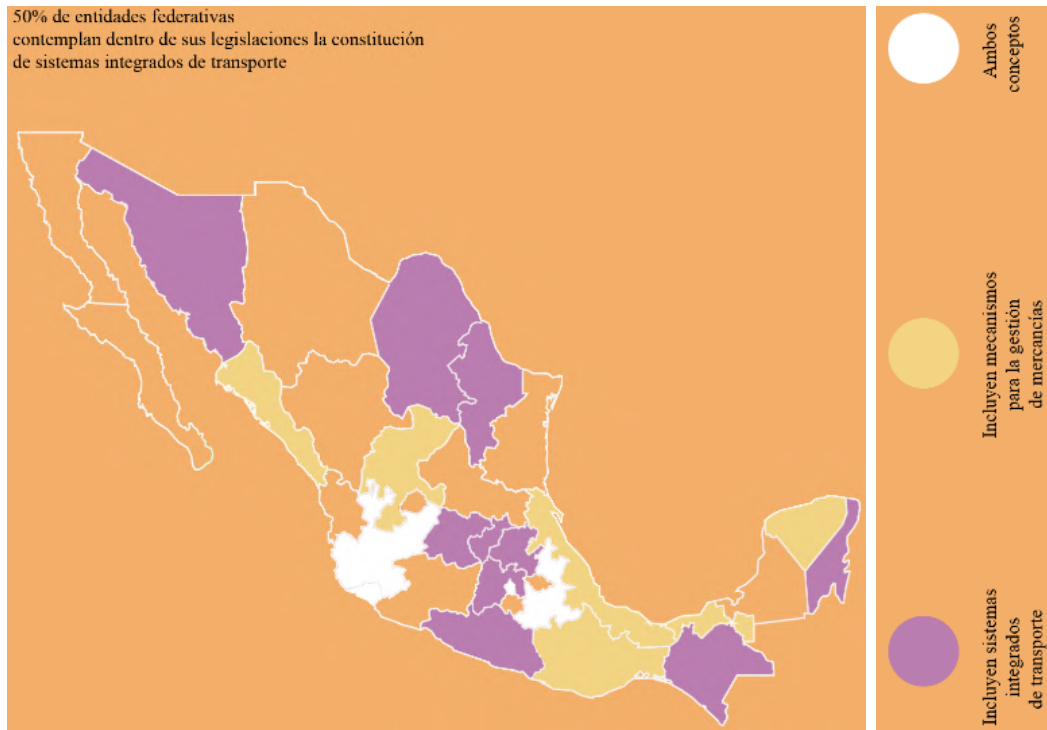 50% de entidades federativas
contemplan dentro de sus legislaciones la constitución
de sistemas integrados de transporte
Ambos
conceptos
Incluyen mecanismos
para la gestión
de mercancías
Incluyen sistemas
integrados
de transporte